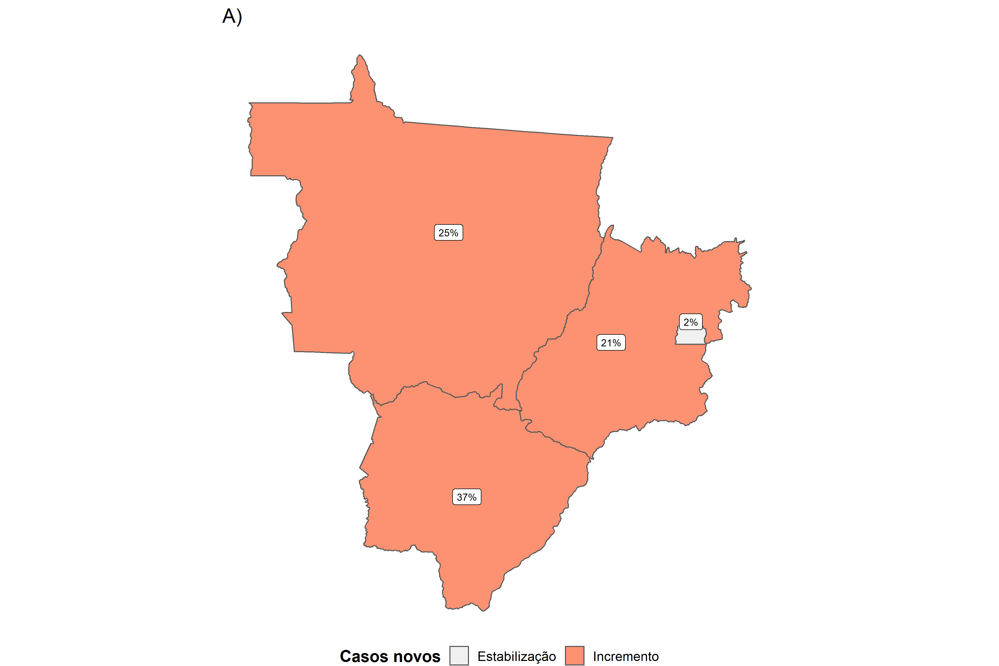 A)
25%
2%
21%
37%
Casos novos Estabilização Incremento